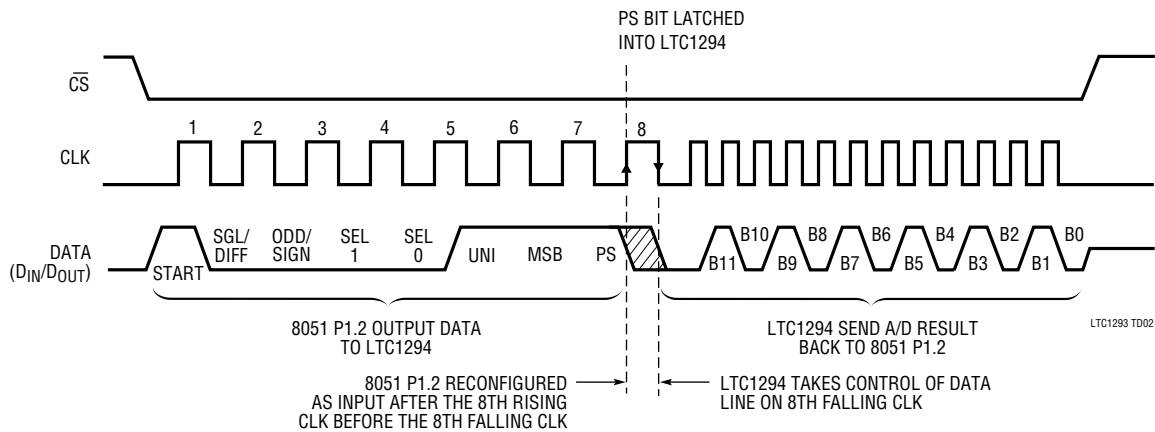 PS BIT LATCHED
INTO LTC1294
CS
1 2 3 4 5 6 7 8
CLK
DATA
(DIN/DOUT)
START
SGL/
DIFF
ODD/
SIGN
SEL
1
SEL
0
UNI
MSB
PS
B11
B10
B9
B8
B7
B6
B5
B4
B3
B2
B1
B0
8051 P1.2 OUTPUT DATA
TO LTC1294
LTC1294 SEND A/D RESULT
BACK TO 8051 P1.2
LTC1293 TD02
8051 P1.2 RECONFIGURED
AS INPUT AFTER THE 8TH RISING
CLK BEFORE THE 8TH FALLING CLK
LTC1294 TAKES CONTROL OF DATA
LINE ON 8TH FALLING CLK